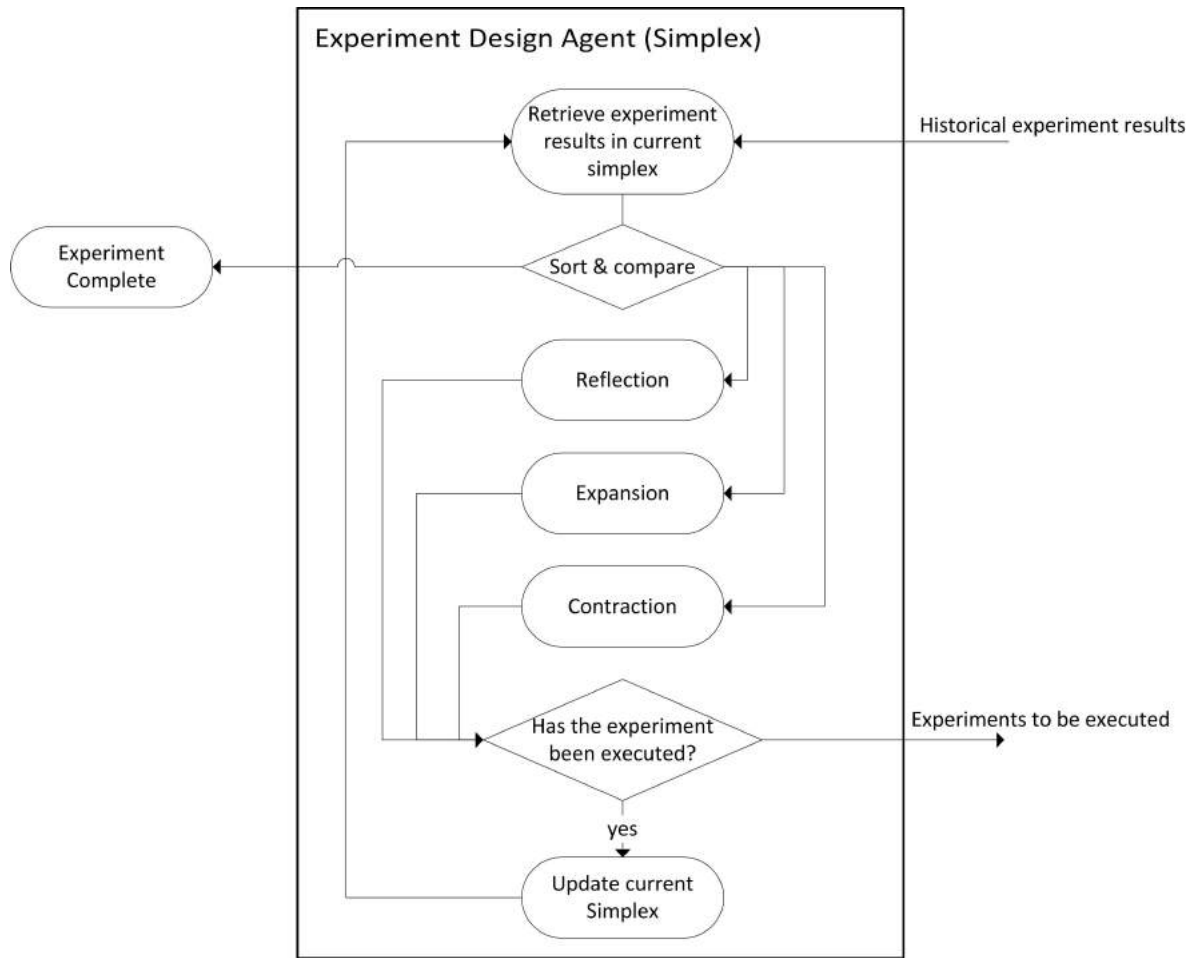 Experiment Design Agent (Simplex)
Retrieve experiment
results in current
simplex
Historical experiment results
Experiment
Complete
Sort & compare
Reflection
Expansion
Contraction
Has the experiment
been executed?
Experiments to be executed
yes
Update current
Simplex